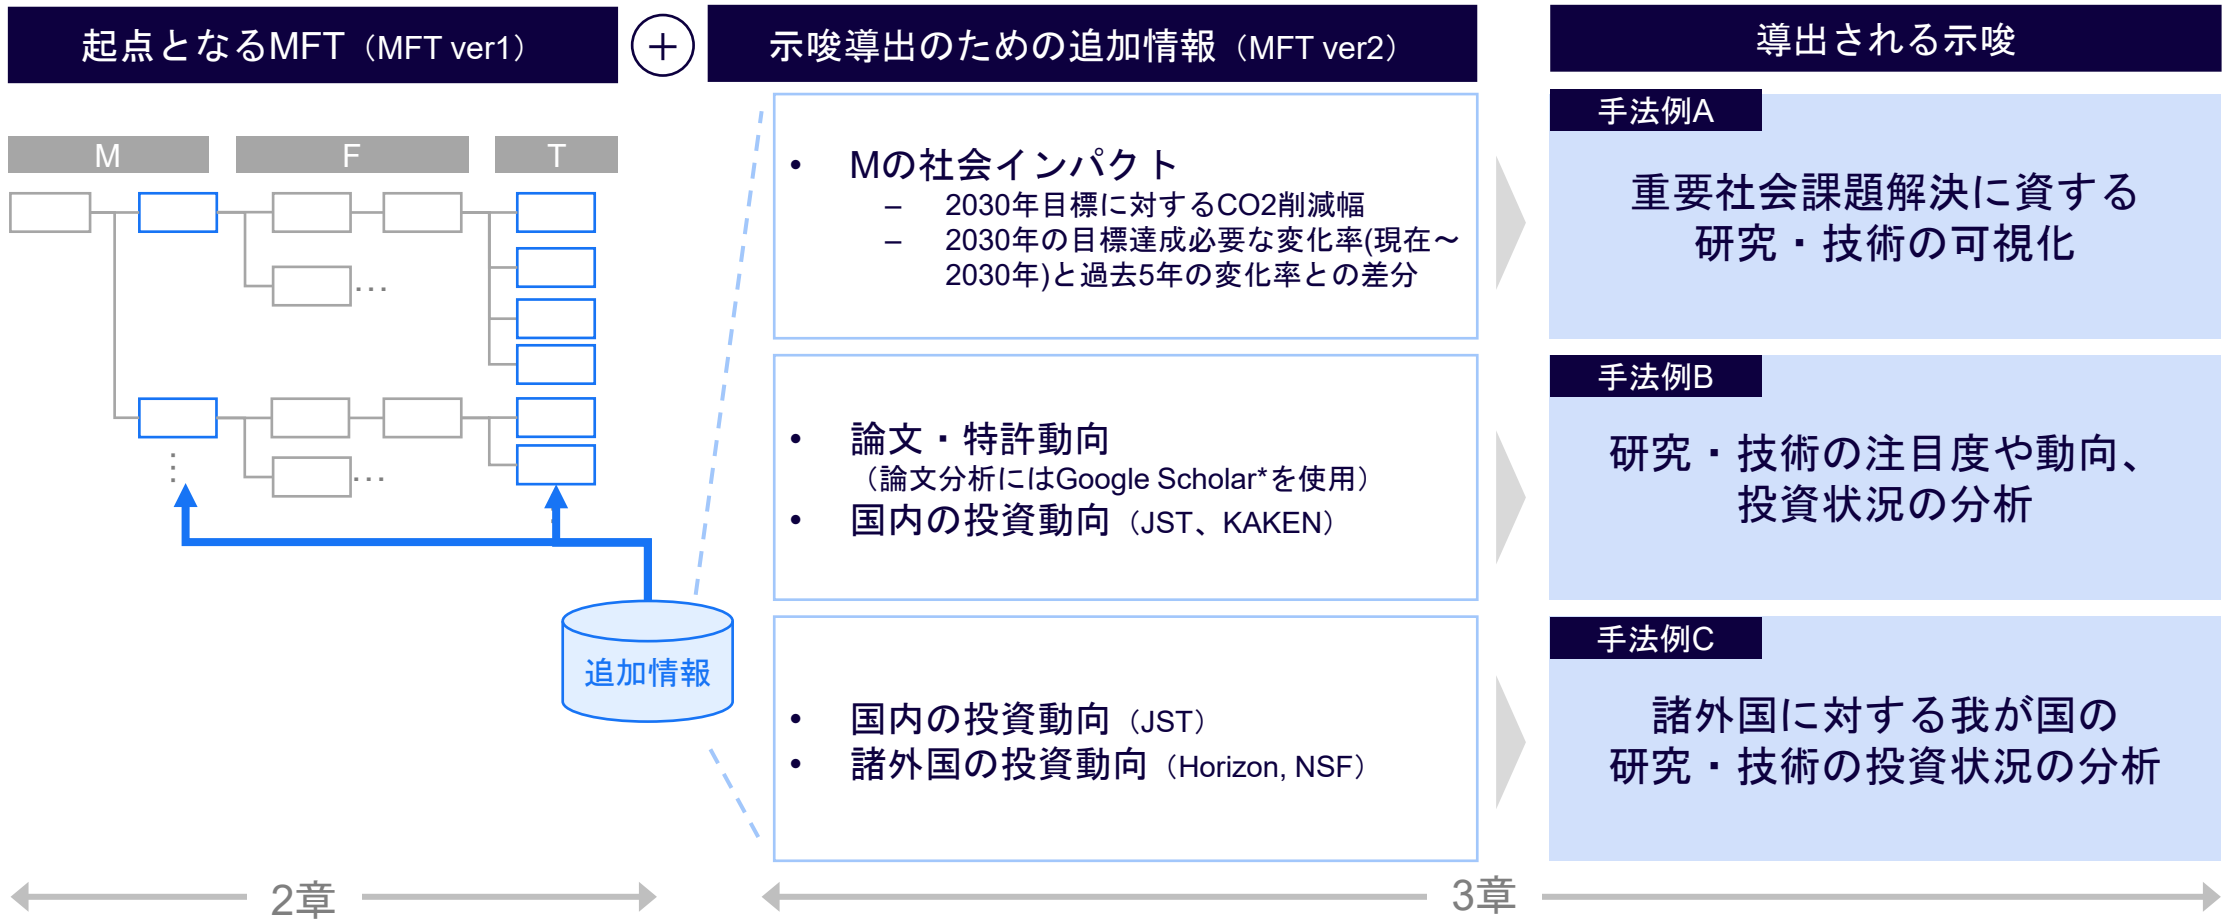 起点となるMFT（MFT ver1）
＋
示唆導出のための追加情報（MFT ver2）
導出される示唆
M
F
T
…
…
…
追加情報
• Mの社会インパクト
– 2030年目標に対するCO2削減幅
– 2030年の目標達成必要な変化率(現在～
2030年)と過去5年の変化率との差分
• 論文・特許動向
（論文分析にはGoogle Scholar*を使用）
• 国内の投資動向（JST、KAKEN）
• 国内の投資動向（JST）
• 諸外国の投資動向（Horizon, NSF）
手法例A
重要社会課題解決に資する
研究・技術の可視化
手法例B
研究・技術の注目度や動向、
投資状況の分析
手法例C
諸外国に対する我が国の
研究・技術の投資状況の分析
2章
3章